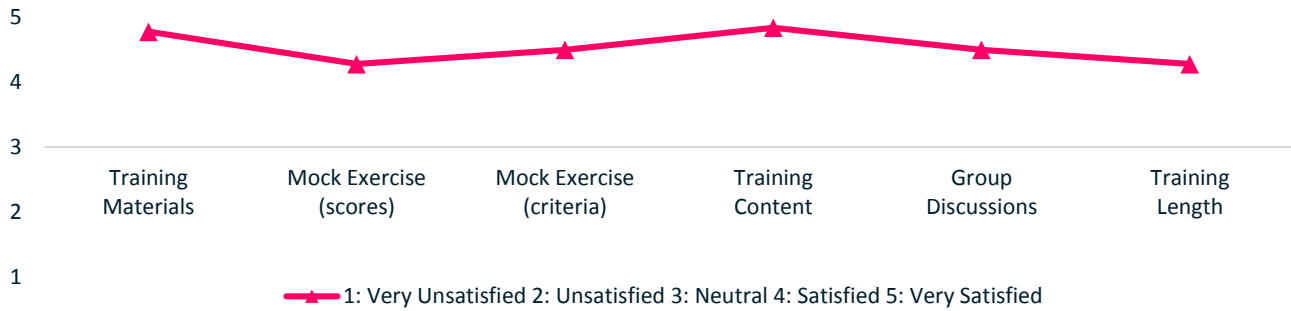 5
4
3
Training
Materials
Mock Exercise
(scores)
Mock Exercise
(criteria)
Training
Content
Group
Discussions
Training
Length
2
1
1: Very Unsatisfied 2: Unsatisfied 3: Neutral 4: Satisfied 5: Very Satisfied